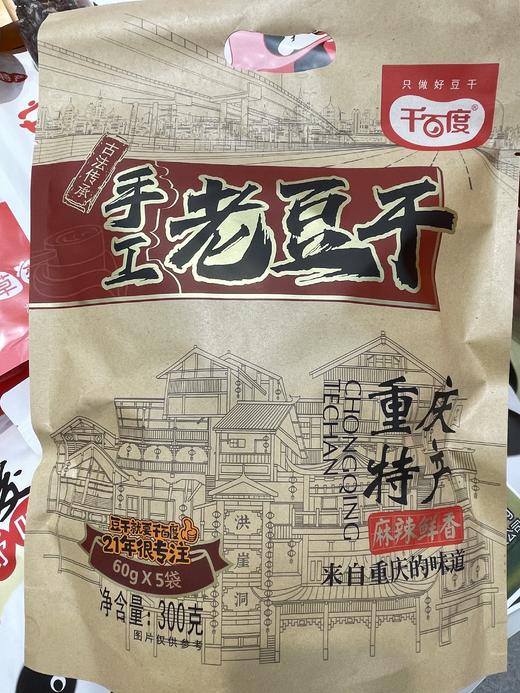 只做好豆干
千百度®
古法传承
手工
老豆干
CHONGQING
TECHAN
重庆
特产
麻辣鲜香
来自重庆的味道
洪崖洞
豆干就要千百度
21年很专注
60g X 5袋
净含量：300克
图片仅供参考